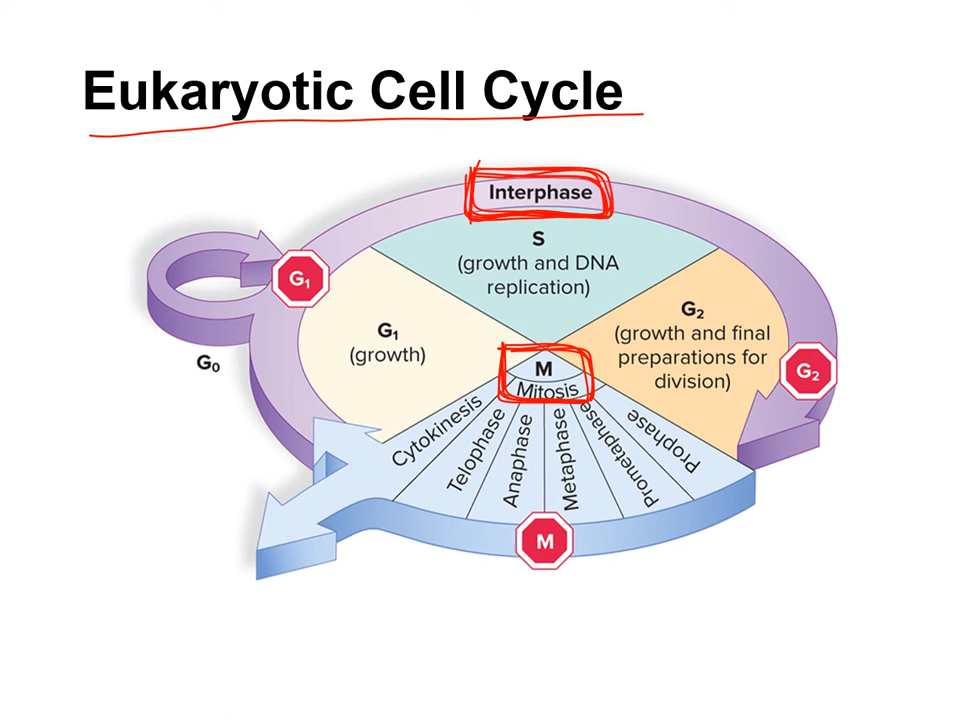 Eukaryotic Cell Cycle
Interphase
S
(growth and DNA
replication)
G₁
G₁
(growth)
G₂
(growth and final
preparations for
division)
G₂
G₀
M
Mitosis
Cytokinesis
Telophase
Anaphase
Metaphase
Prometaphase
Prophase
M